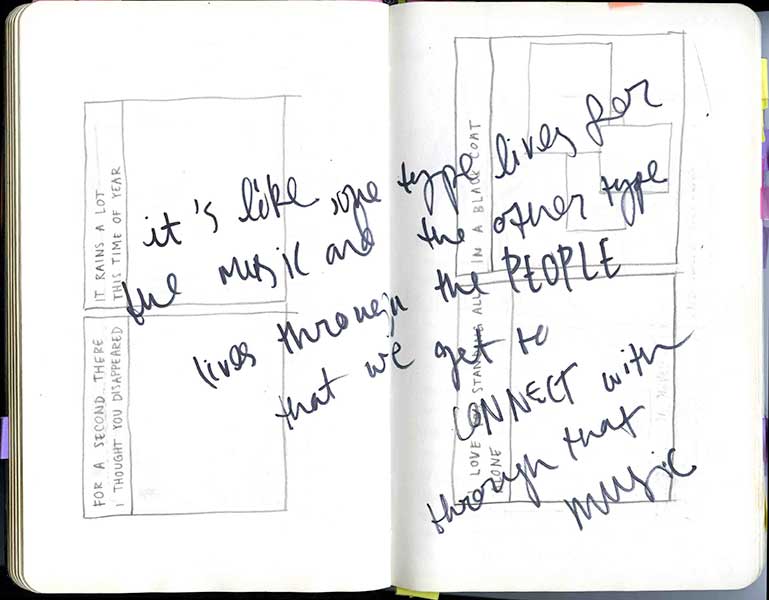 it's like one type lives for
the music and the other type
lives through the PEOPLE
that we get to
CONNECT with
through that
music
IT RAINS A LOT
THIS TIME OF YEAR
FOR A SECOND THERE
I THOUGHT YOU DISAPPEARED
IN A BLACK COAT
LOVE STANDING ALL
ALONE